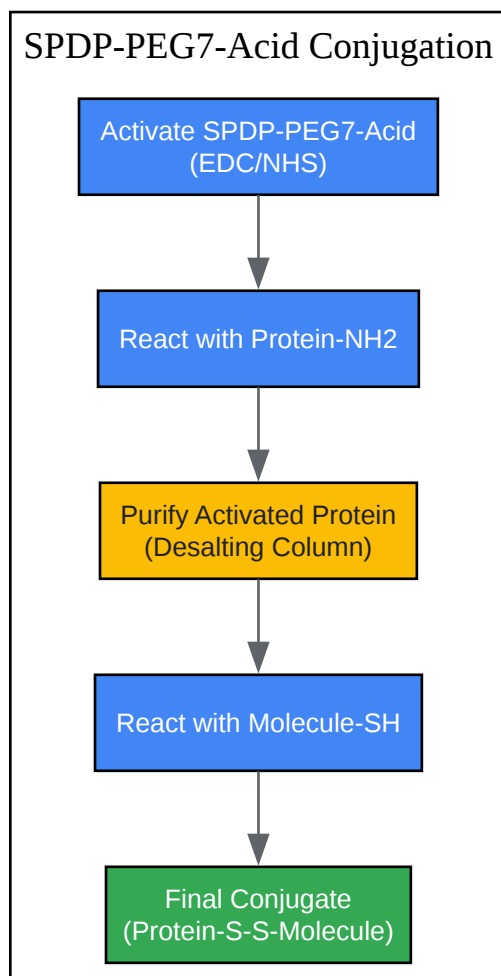 SPDP-PEG7-Acid Conjugation
Activate SPDP-PEG7-Acid
(EDC/NHS)
React with Protein-NH2
Purify Activated Protein
(Desalting Column)
React with Molecule-SH
Final Conjugate
(Protein-S-S-Molecule)